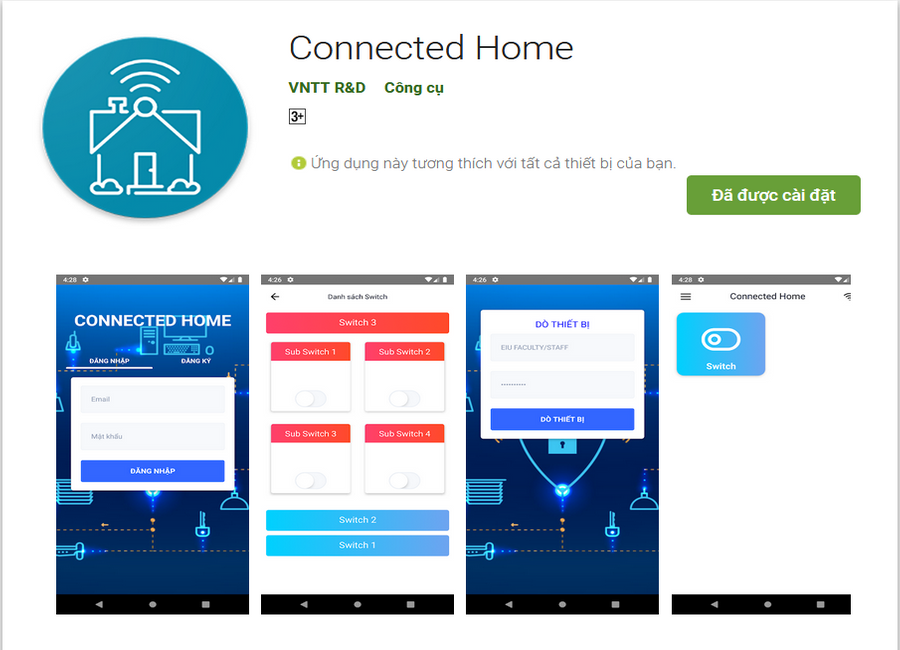 Connected Home
VNTT R&D Công cụ
3+
Ứng dụng này tương thích với tất cả thiết bị của bạn.
Đã được cài đặt
4:28
CONNECTED HOME
ĐĂNG NHẬP ĐĂNG KÝ
Email
Mật khẩu
ĐĂNG NHẬP
4:26
Danh sách Switch
Switch 3
Sub Switch 1 Sub Switch 2
Sub Switch 3 Sub Switch 4
Switch 2
Switch 1
4:26
DÒ THIẾT BỊ
EIU FACULTY/STAFF
DÒ THIẾT BỊ
4:28
Connected Home
Switch